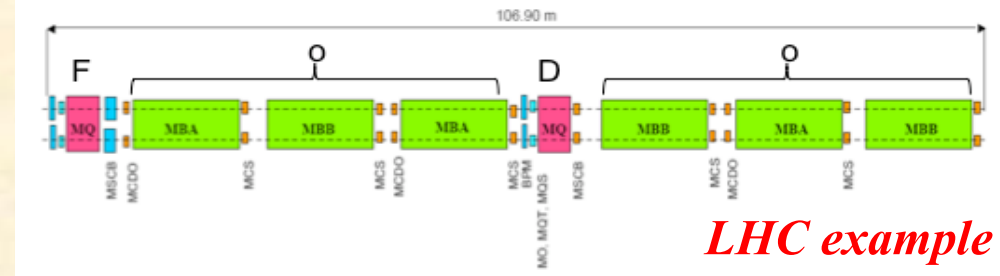 106.90 m
F O D O
MQ MBA MBB MBA MQ MBB MBA MBB
MSCB
MCDO
MCS
MCS
MCDO
MCS
BPM
MO, MQT, MQS
MSCB
MCS
MCDO
MCS
LHC example